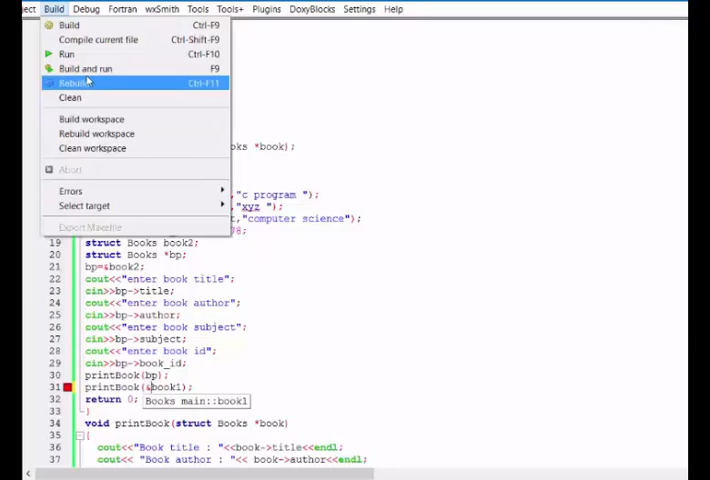 ject Build Debug Fortran wxSmith Tools Tools+ Plugins DoxyBlocks Settings Help
Build Ctrl-F9
Compile current file Ctrl-Shift-F9
Run Ctrl-F10
Build and run F9
Rebuild Ctrl-F11
Clean
Build workspace
Rebuild workspace
Clean workspace
Abort
Errors
Select target
Export Makefile
oks *book);
,"c program ");
,"xyz ");
t,"computer science");
78;
19 struct Books book2;
20 struct Books *bp;
21 bp=&book2;
22 cout<<"enter book title";
23 cin>>bp->title;
24 cout<<"enter book author";
25 cin>>bp->author;
26 cout<<"enter book subject";
27 cin>>bp->subject;
28 cout<<"enter book id";
29 cin>>bp->book_id;
30 printBook(bp);
31 printBook(&book1);
32 return 0;
Books main::book1
33 }
34 void printBook(struct Books *book)
35 {
36 cout<<"Book title : "<<book->title<<endl;
37 cout<< "Book author : "<< book->author<<endl;